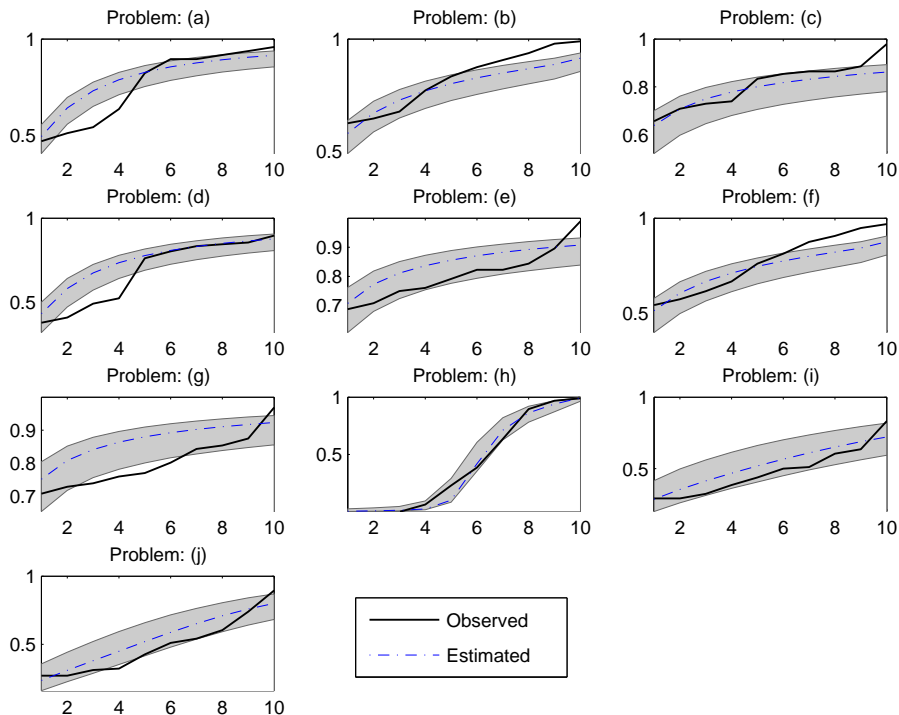 Problem: (a)
1
0.5
2 4 6 8 10
Problem: (b)
1
0.5
2 4 6 8 10
Problem: (c)
1
0.8
0.6
2 4 6 8 10
Problem: (d)
1
0.5
2 4 6 8 10
Problem: (e)
0.9
0.8
0.7
2 4 6 8 10
Problem: (f)
1
0.5
2 4 6 8 10
Problem: (g)
0.9
0.8
0.7
2 4 6 8 10
Problem: (h)
1
0.5
2 4 6 8 10
Problem: (i)
1
0.5
2 4 6 8 10
Problem: (j)
1
0.5
2 4 6 8 10
Observed
Estimated